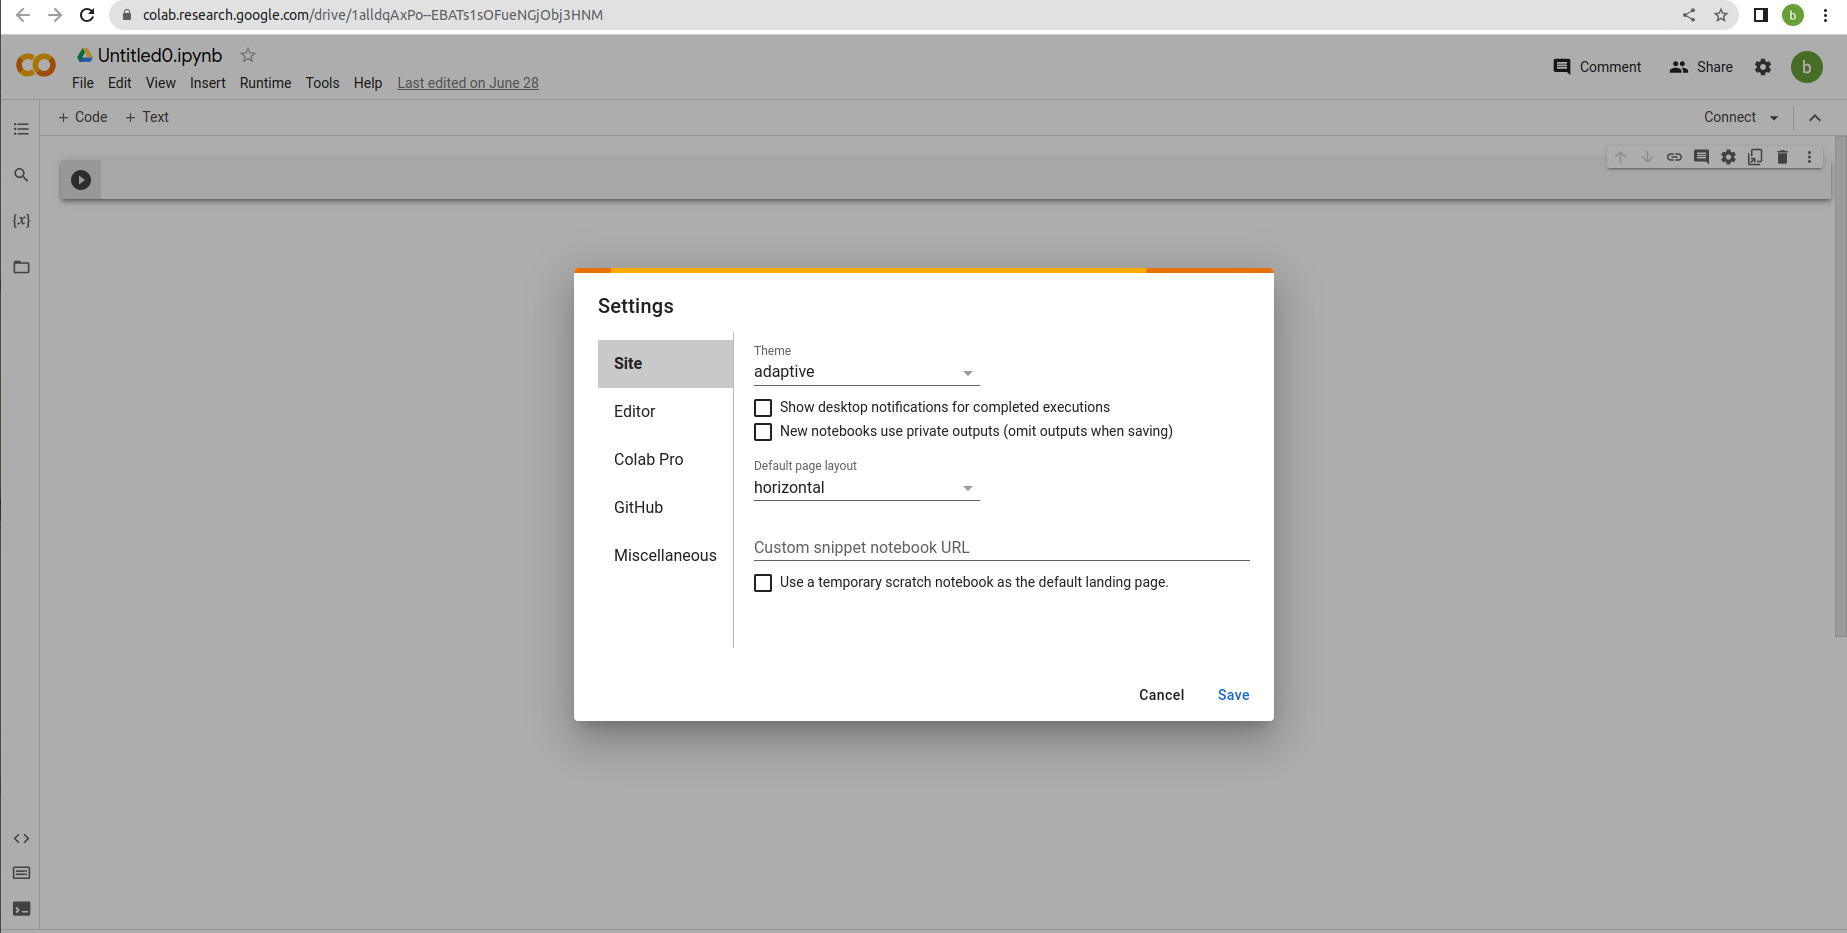 colab.research.google.com/drive/1alldqAxPo--EBATs1sOFueNGjObj3HNM
b
Untitled0.ipynb
File Edit View Insert Runtime Tools Help Last edited on June 28
Comment Share b
+ Code + Text
Connect
{x}
Settings
Site
Editor
Colab Pro
GitHub
Miscellaneous
Theme
adaptive
Show desktop notifications for completed executions
New notebooks use private outputs (omit outputs when saving)
Default page layout
horizontal
Custom snippet notebook URL
Use a temporary scratch notebook as the default landing page.
Cancel Save